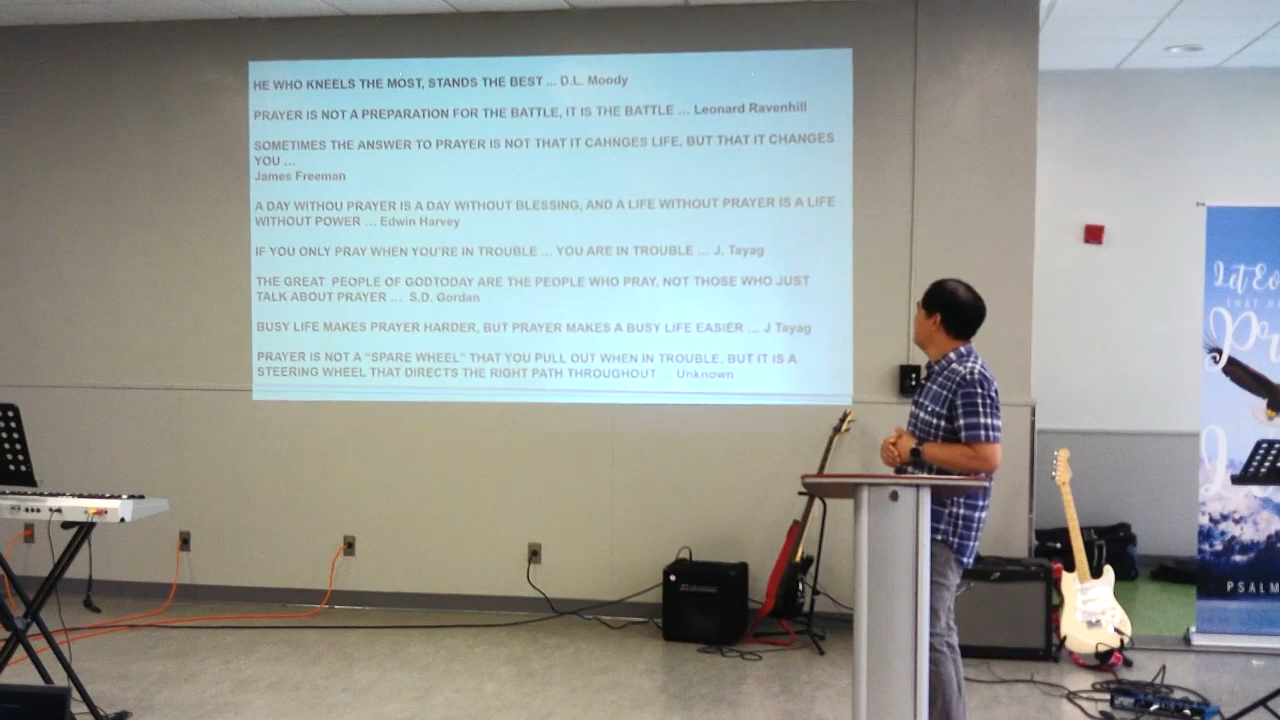 HE WHO KNEELS THE MOST, STANDS THE BEST ... D.L. Moody
PRAYER IS NOT A PREPARATION FOR THE BATTLE, IT IS THE BATTLE ... Leonard Ravenhill
SOMETIMES THE ANSWER TO PRAYER IS NOT THAT IT CAHNGES LIFE, BUT THAT IT CHANGES
YOU ...
James Freeman
A DAY WITHOU PRAYER IS A DAY WITHOUT BLESSING, AND A LIFE WITHOUT PRAYER IS A LIFE
WITHOUT POWER ... Edwin Harvey
IF YOU ONLY PRAY WHEN YOU'RE IN TROUBLE ... YOU ARE IN TROUBLE ... J. Tayag
THE GREAT PEOPLE OF GODTODAY ARE THE PEOPLE WHO PRAY, NOT THOSE WHO JUST
TALK ABOUT PRAYER ... S.D. Gordan
BUSY LIFE MAKES PRAYER HARDER, BUT PRAYER MAKES A BUSY LIFE EASIER ... J Tayag
PRAYER IS NOT A "SPARE WHEEL" THAT YOU PULL OUT WHEN IN TROUBLE, BUT IT IS A
STEERING WHEEL THAT DIRECTS THE RIGHT PATH THROUGHOUT ... Unknown
Let
THAT
PSALM